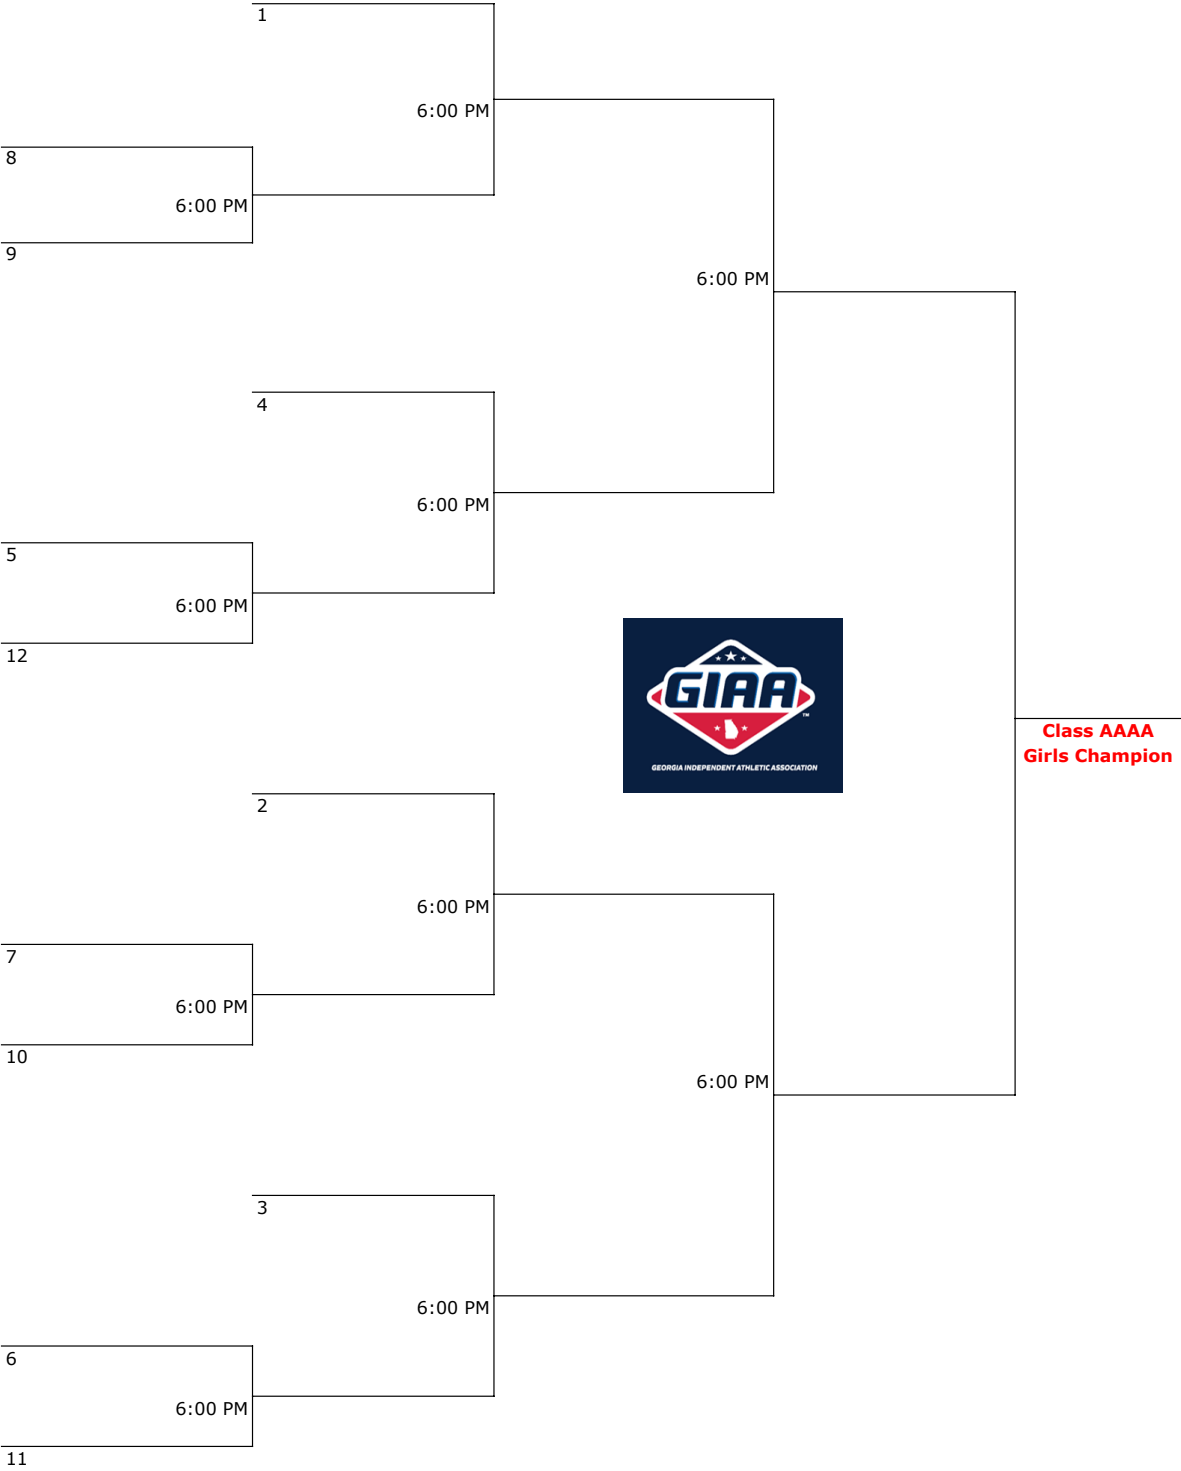 1
6:00 PM
8
6:00 PM
9
6:00 PM
4
6:00 PM
5
6:00 PM
12
GIAA
TM
GEORGIA INDEPENDENT ATHLETIC ASSOCIATION
Class AAAA
Girls Champion
2
6:00 PM
7
6:00 PM
10
6:00 PM
3
6:00 PM
6
6:00 PM
11